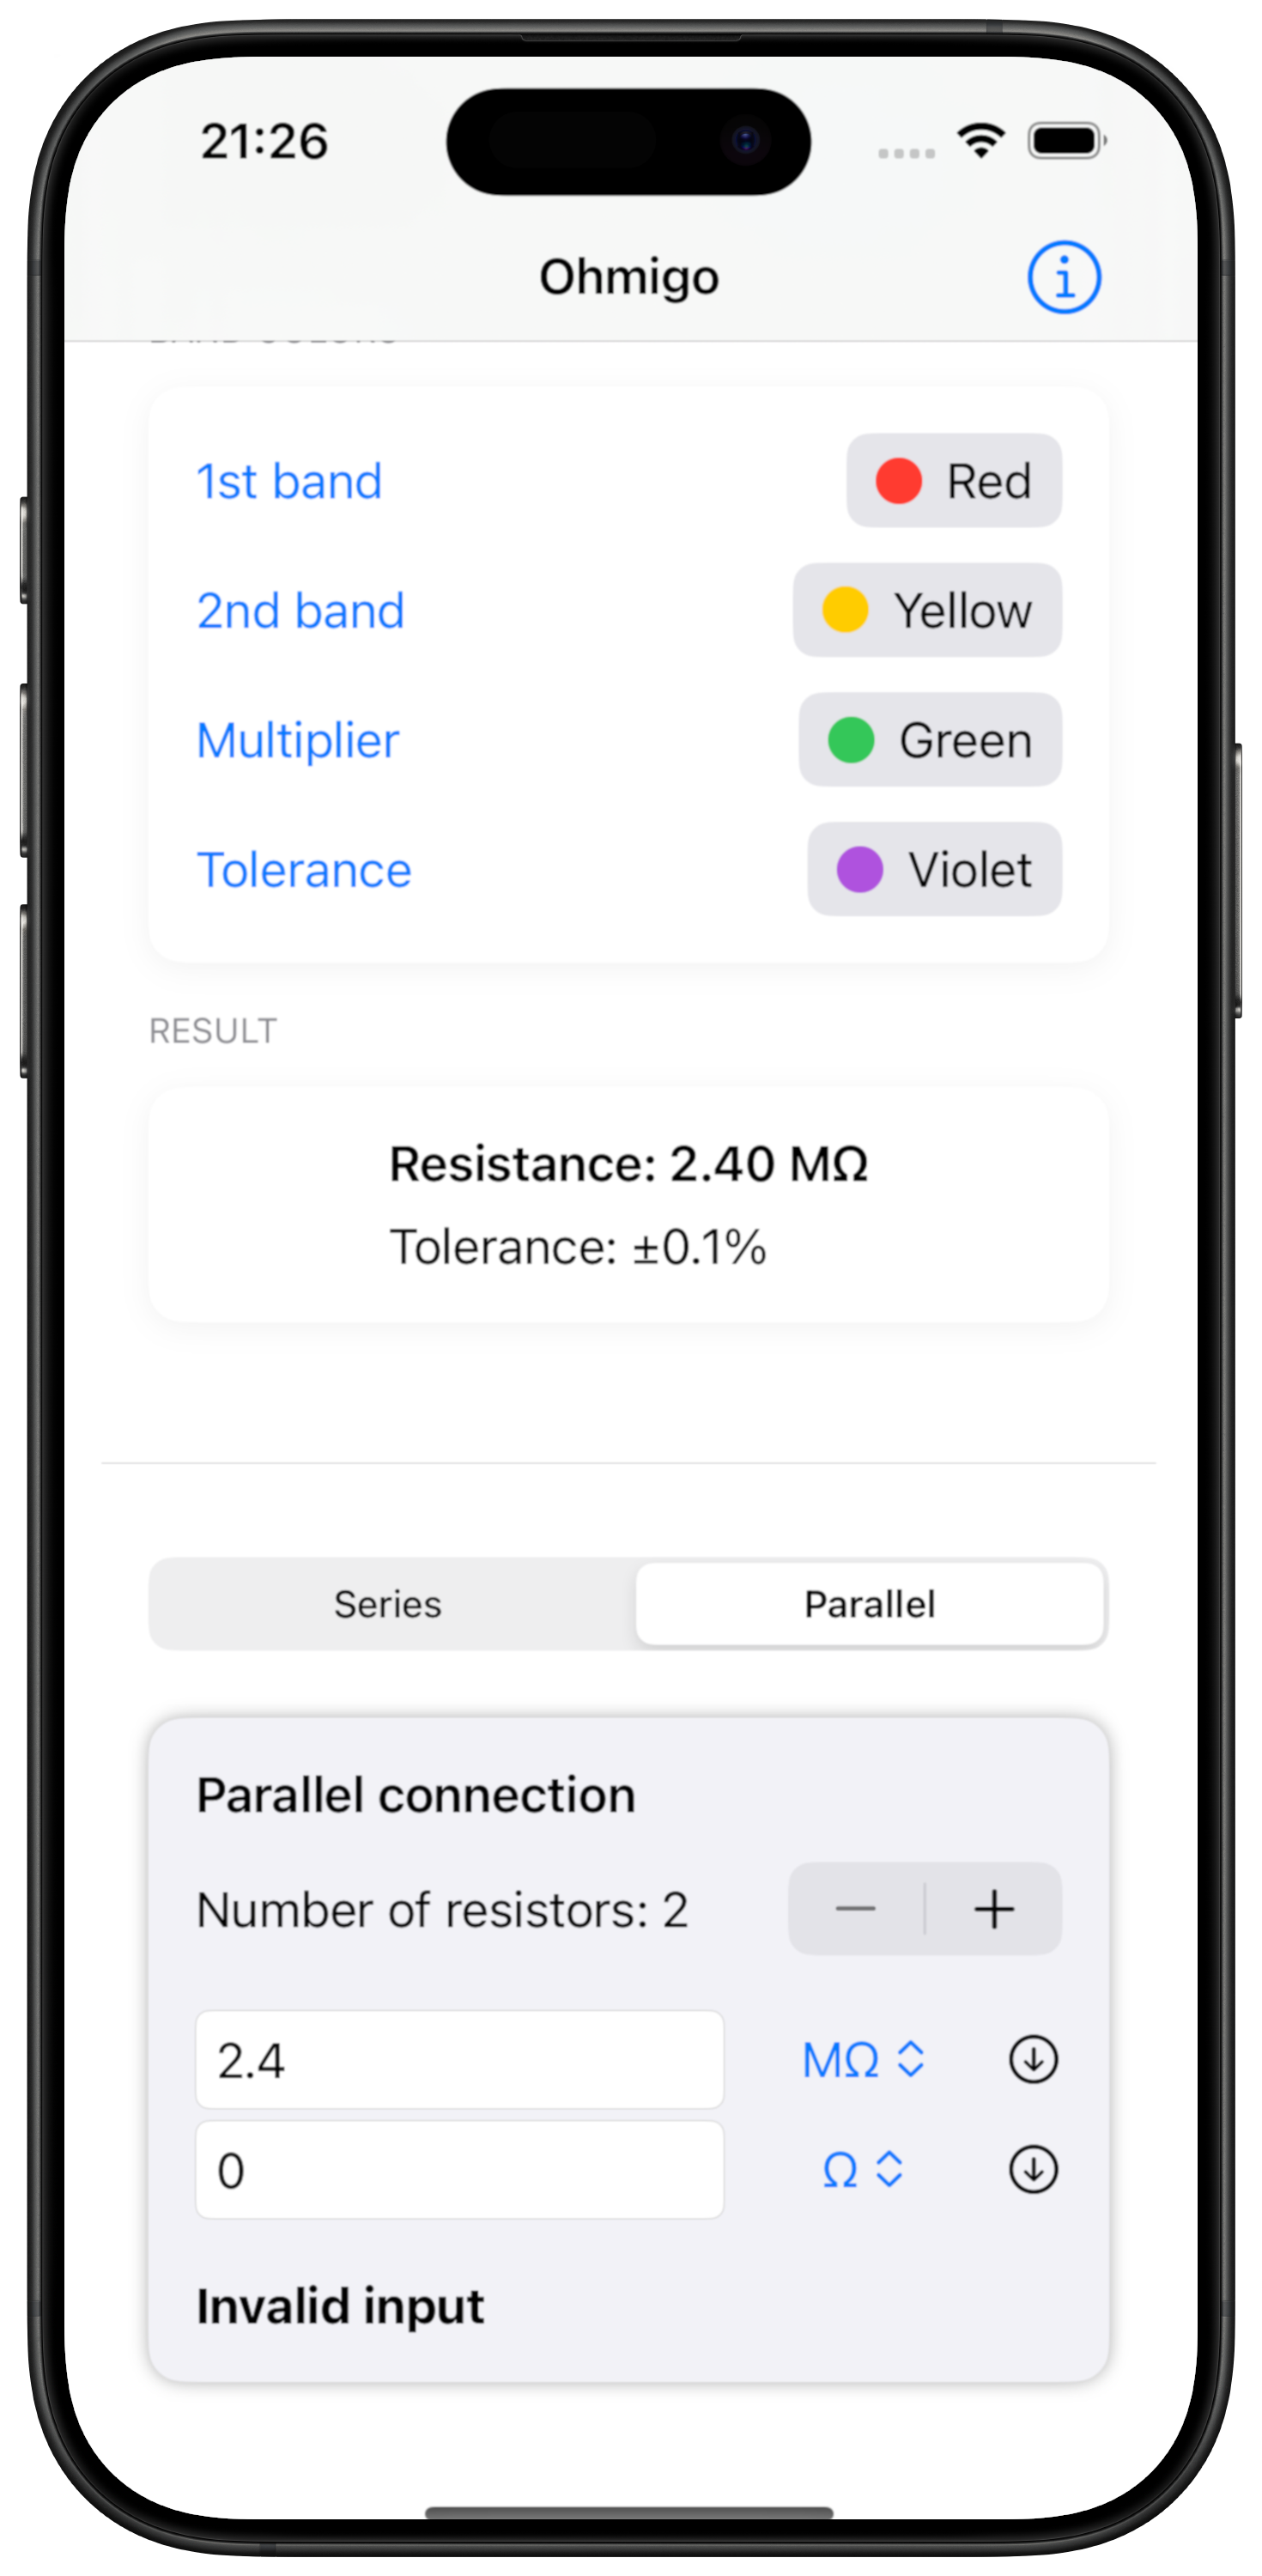 21:26
Ohmigo
1st band Red
2nd band Yellow
Multiplier Green
Tolerance Violet
RESULT
Resistance: 2.40 MΩ
Tolerance: ±0.1%
Series Parallel
Parallel connection
Number of resistors: 2 − +
2.4 MΩ
0 Ω
Invalid input